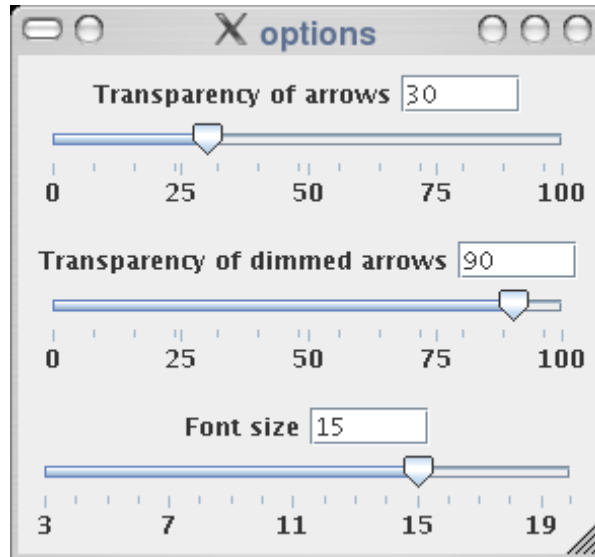 options
Transparency of arrows 30
0 25 50 75 100
Transparency of dimmed arrows 90
0 25 50 75 100
Font size 15
3 7 11 15 19